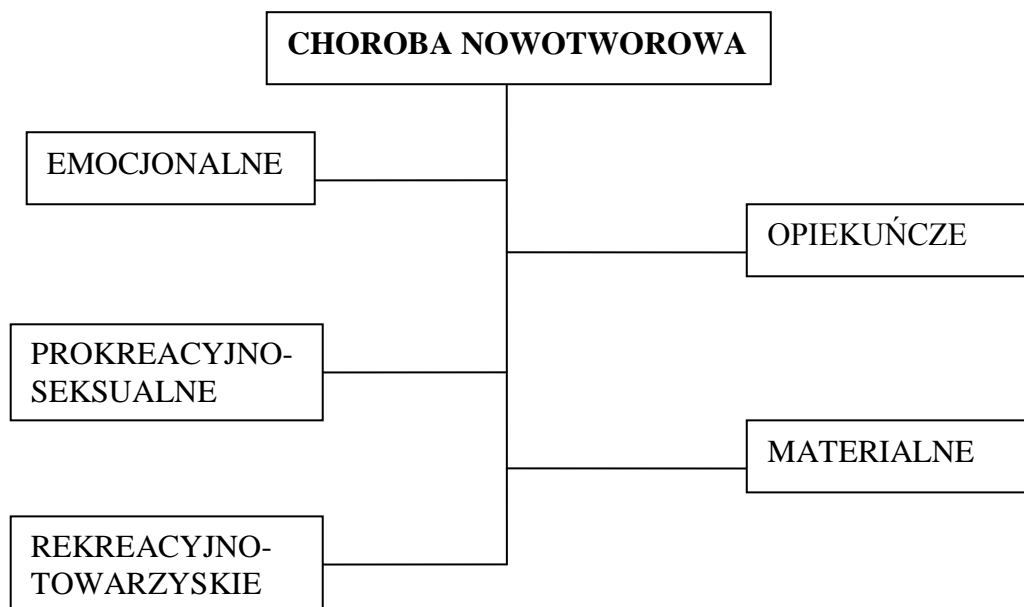 CHOROBA NOWOTWOROWA
EMOCJONALNE
OPIEKUŃCZE
PROKREACYJNO-
SEKSUALNE
MATERIALNE
REKREACYJNO-
TOWARZYSKIE